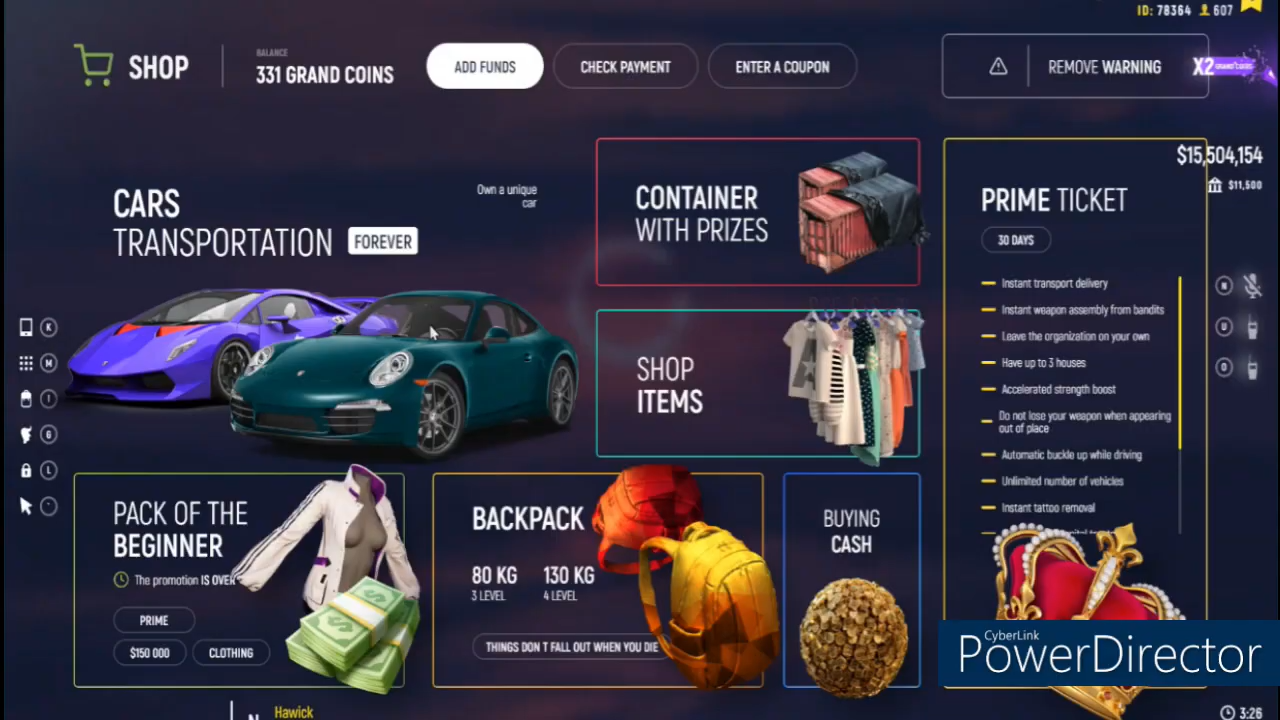 ID: 78364 607
SHOP
BALANCE
331 GRAND COINS
ADD FUNDS
CHECK PAYMENT
ENTER A COUPON
REMOVE WARNING
X2 GRAND COINS
$15,504,154
$11,500
CARS
TRANSPORTATION FOREVER
Own a unique
car
CONTAINER
WITH PRIZES
SHOP
ITEMS
PRIME TICKET
30 DAYS
Instant transport delivery
Instant weapon assembly from bandits
Leave the organization on your own
Have up to 3 houses
Accelerated strength boost
Do not lose your weapon when appearing
out of place
Automatic buckle up while driving
Unlimited number of vehicles
Instant tattoo removal
K
M
I
G
L
N
U
O
PACK OF THE
BEGINNER
The promotion IS OVER
PRIME
$150 000
CLOTHING
BACKPACK
80 KG 130 KG
3 LEVEL 4 LEVEL
THINGS DON T FALL OUT WHEN YOU DIE
BUYING
CASH
CyberLink
PowerDirector
N
Hawick
3:26